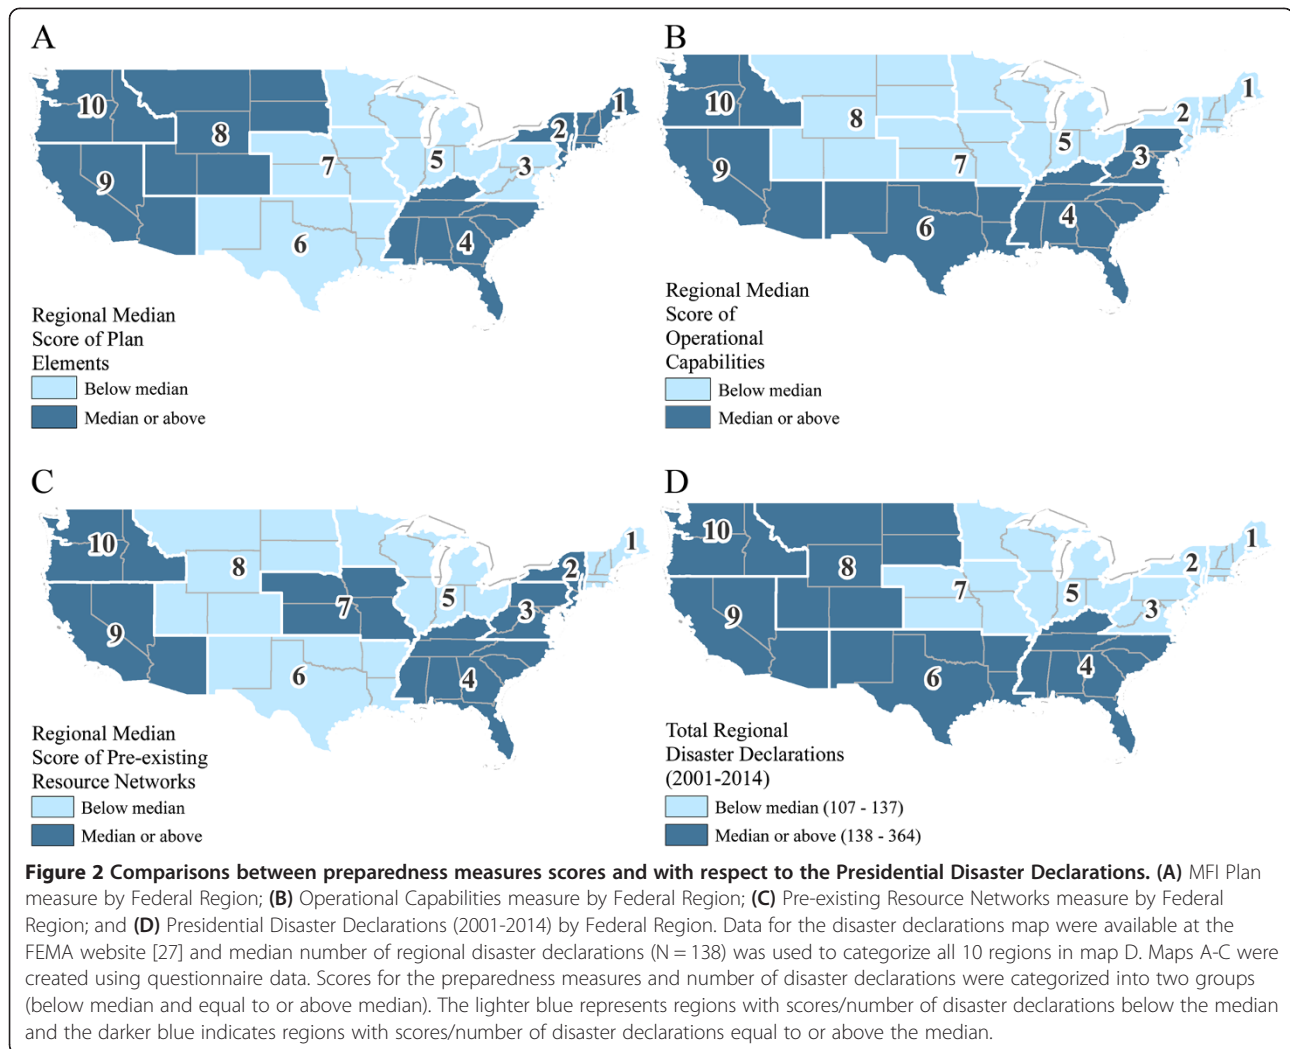 A
10
8
9
7
5
3
2
1
6
4
Regional Median
Score of Plan
Elements
Below median
Median or above
B
10
8
9
7
5
3
2
1
6
4
Regional Median
Score of
Operational
Capabilities
Below median
Median or above
C
10
8
9
7
5
3
2
1
6
4
Regional Median
Score of Pre-existing
Resource Networks
Below median
Median or above
D
10
8
9
7
5
3
2
1
6
4
Total Regional
Disaster Declarations
(2001-2014)
Below median (107 - 137)
Median or above (138 - 364)
Figure 2 Comparisons between preparedness measures scores and with respect to the Presidential Disaster Declarations. (A) MFI Plan
measure by Federal Region; (B) Operational Capabilities measure by Federal Region; (C) Pre-existing Resource Networks measure by Federal
Region; and (D) Presidential Disaster Declarations (2001-2014) by Federal Region. Data for the disaster declarations map were available at the
FEMA website [27] and median number of regional disaster declarations (N = 138) was used to categorize all 10 regions in map D. Maps A-C were
created using questionnaire data. Scores for the preparedness measures and number of disaster declarations were categorized into two groups
(below median and equal to or above median). The lighter blue represents regions with scores/number of disaster declarations below the median
and the darker blue indicates regions with scores/number of disaster declarations equal to or above the median.